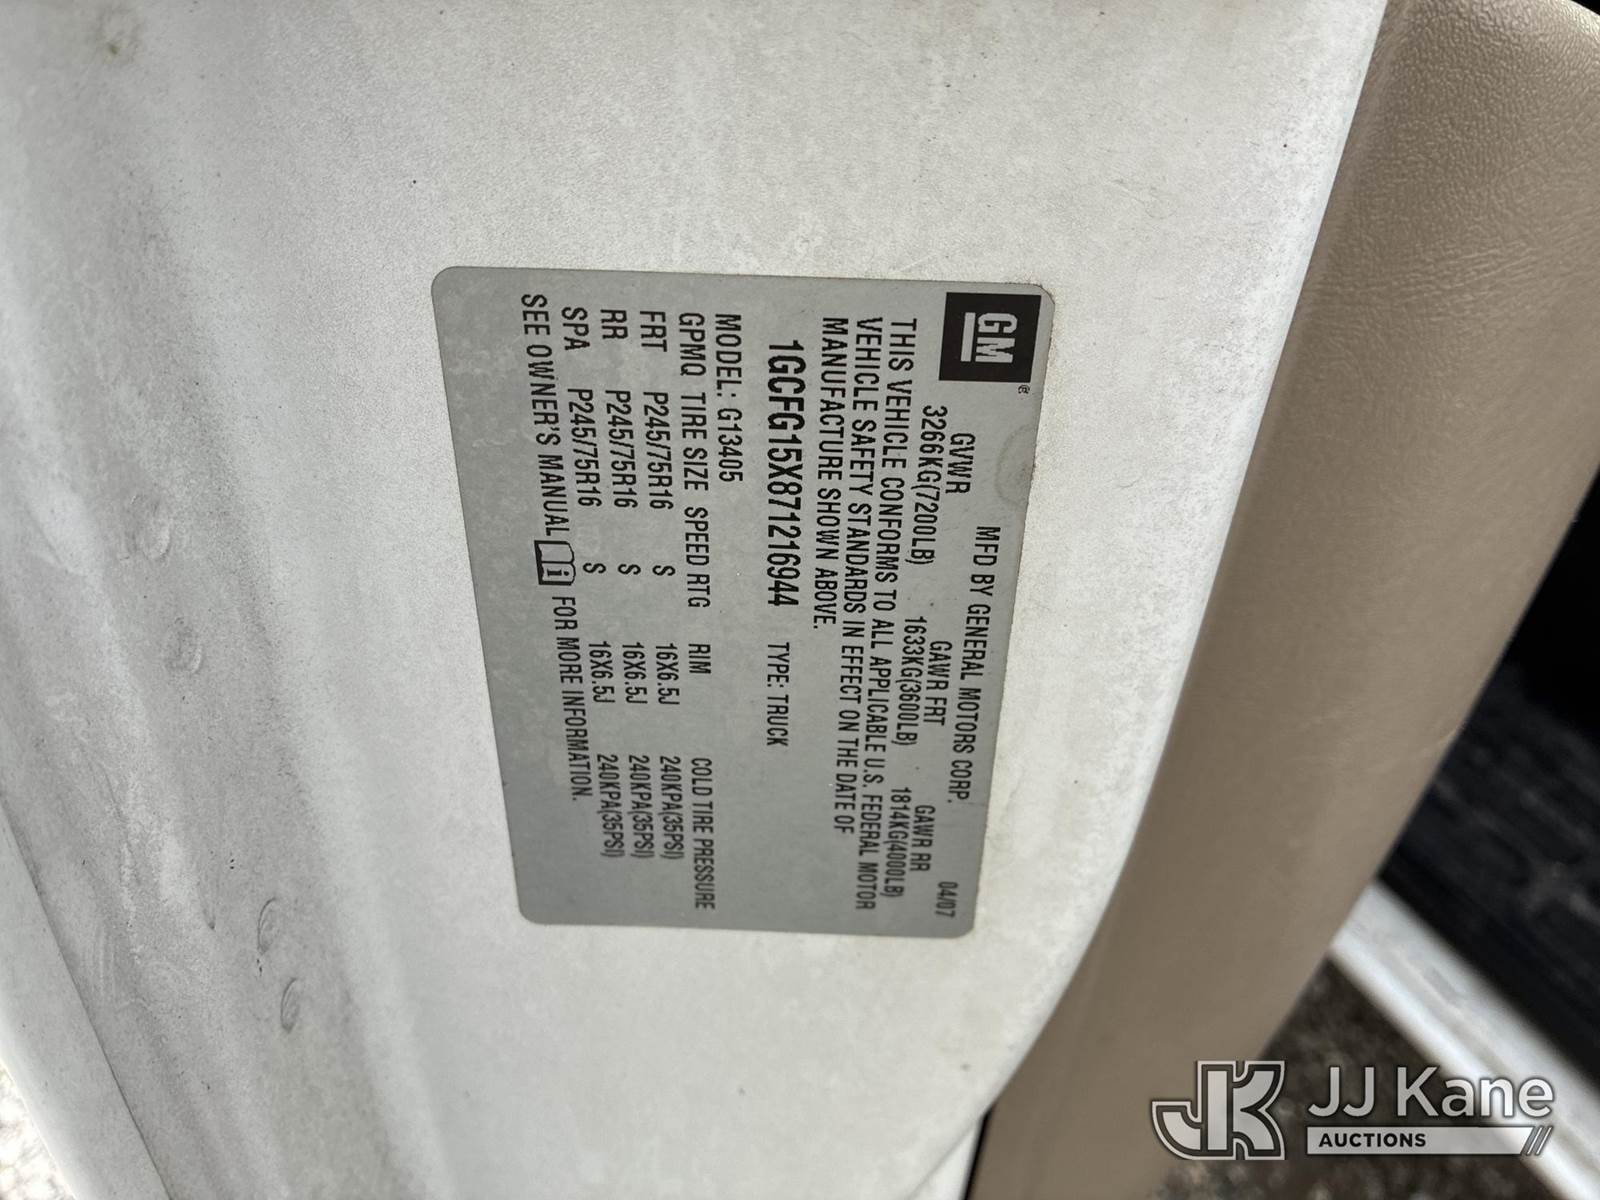 GM®
MFD BY GENERAL MOTORS CORP. 04/07
GVWR GAWR FRT GAWR RR
3266KG(7200LB) 1633KG(3600LB) 1814KG(4000LB)
THIS VEHICLE CONFORMS TO ALL APPLICABLE U.S. FEDERAL MOTOR
VEHICLE SAFETY STANDARDS IN EFFECT ON THE DATE OF
MANUFACTURE SHOWN ABOVE.
1GCFG15X871216944 TYPE: TRUCK
MODEL: G13405
GPMQ TIRE SIZE SPEED RTG RIM COLD TIRE PRESSURE
FRT P245/75R16 S 16X6.5J 240KPA(35PSI)
RR P245/75R16 S 16X6.5J 240KPA(35PSI)
SPA P245/75R16 S 16X6.5J 240KPA(35PSI)
SEE OWNER'S MANUAL i FOR MORE INFORMATION.
JK JJ Kane
AUCTIONS